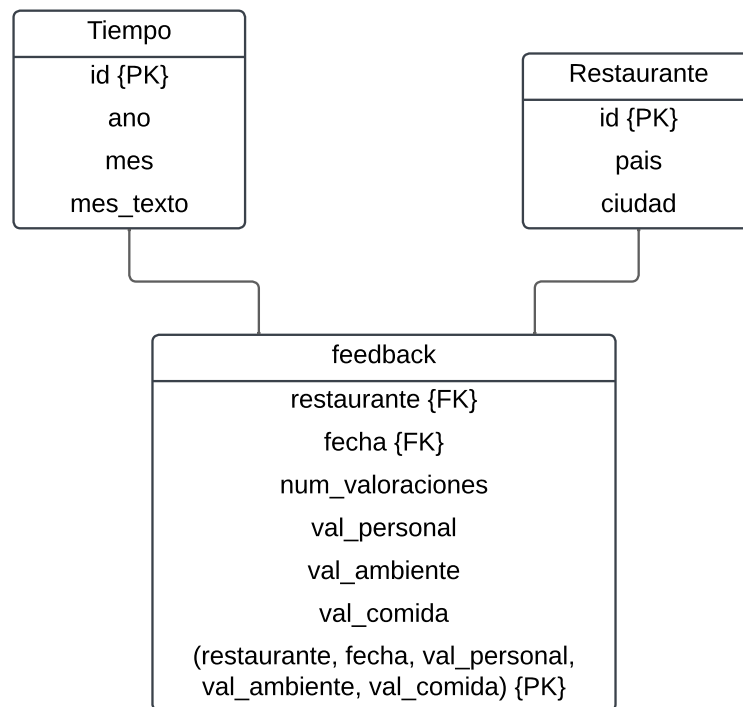 Tiempo
id {PK}
ano
mes
mes_texto
Restaurante
id {PK}
pais
ciudad
feedback
restaurante {FK}
fecha {FK}
num_valoraciones
val_personal
val_ambiente
val_comida
(restaurante, fecha, val_personal,
val_ambiente, val_comida) {PK}